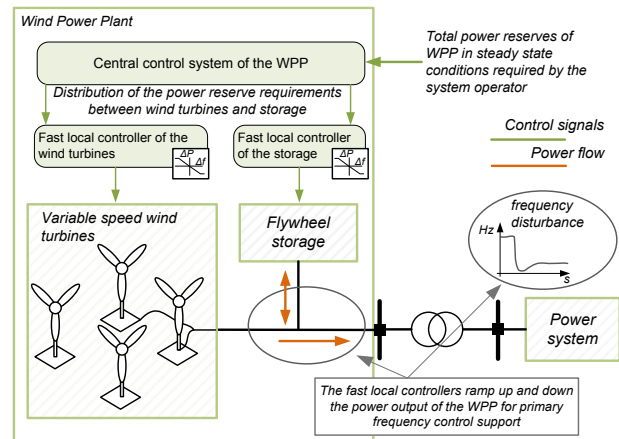 Wind Power Plant
Central control system of the WPP
Total power reserves of
WPP in steady state
conditions required by the
system operator
Distribution of the power reserve requirements
between wind turbines and storage
Fast local controller of the
wind turbines
ΔP
Δf
Fast local controller
of the storage
ΔP
Δf
Control signals
Power flow
Variable speed wind
turbines
Flywheel
storage
frequency
disturbance
Hz
s
Power
system
The fast local controllers ramp up and down
the power output of the WPP for primary
frequency control support